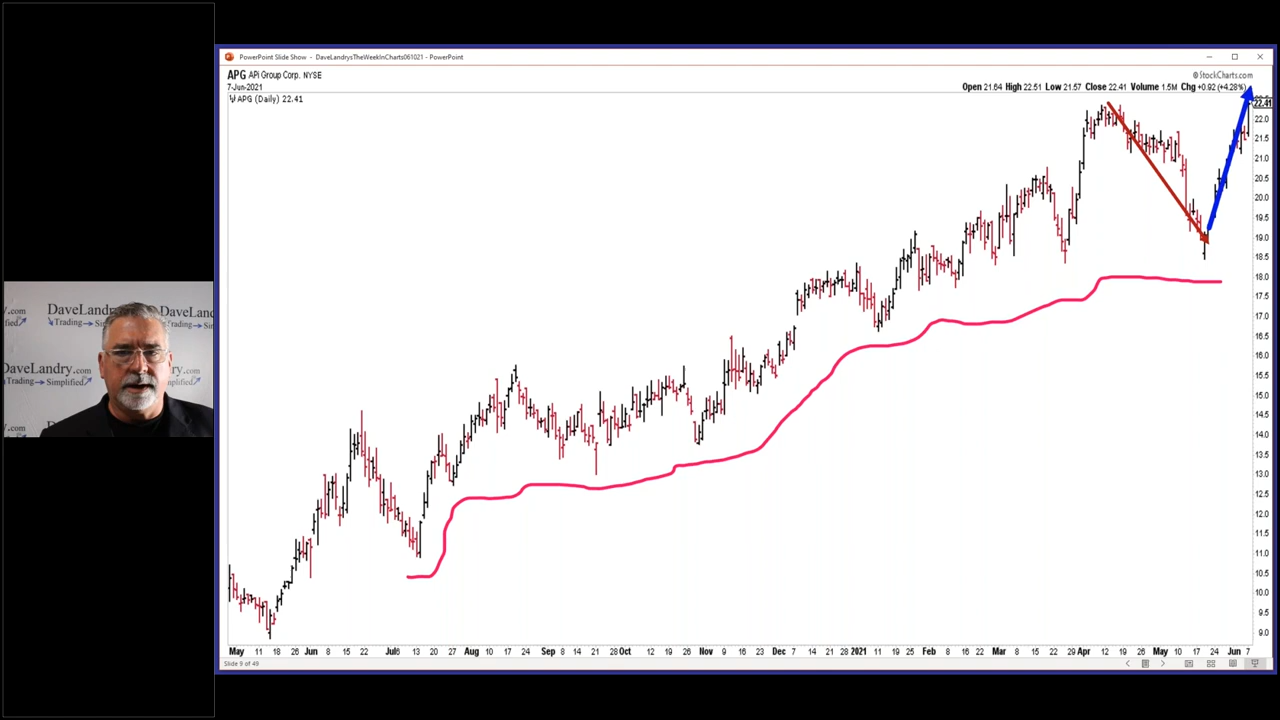 PowerPoint Slide Show - DaveLandrysTheWeekInCharts061021 - PowerPoint
APG APi Group Corp. NYSE
© StockCharts.com
7-Jun-2021
Open 21.64 High 22.51 Low 21.57 Close 22.41 Volume 1.5M Chg +0.92 (+4.28%)
APG (Daily) 22.41
22.41
22.0
21.5
21.0
20.5
20.0
19.5
19.0
18.5
18.0
17.5
17.0
16.5
16.0
15.5
15.0
14.5
14.0
13.5
13.0
12.5
12.0
11.5
11.0
10.5
10.0
9.5
9.0
May 11 18 26 Jun 8 15 22 Jul6 13 20 27 Aug 10 17 24 Sep 8 14 21 28 Oct 12 19 26 Nov 9 16 23 Dec 7 14 21 28 2021 11 19 25 Feb 8 16 22 Mar 8 15 22 29 Apr 12 19 26 May 10 17 24 Jun 7
Slide 9 of 49
DaveLandry.com
Trading Simplified
DaveLandry.com
Trading Simplified